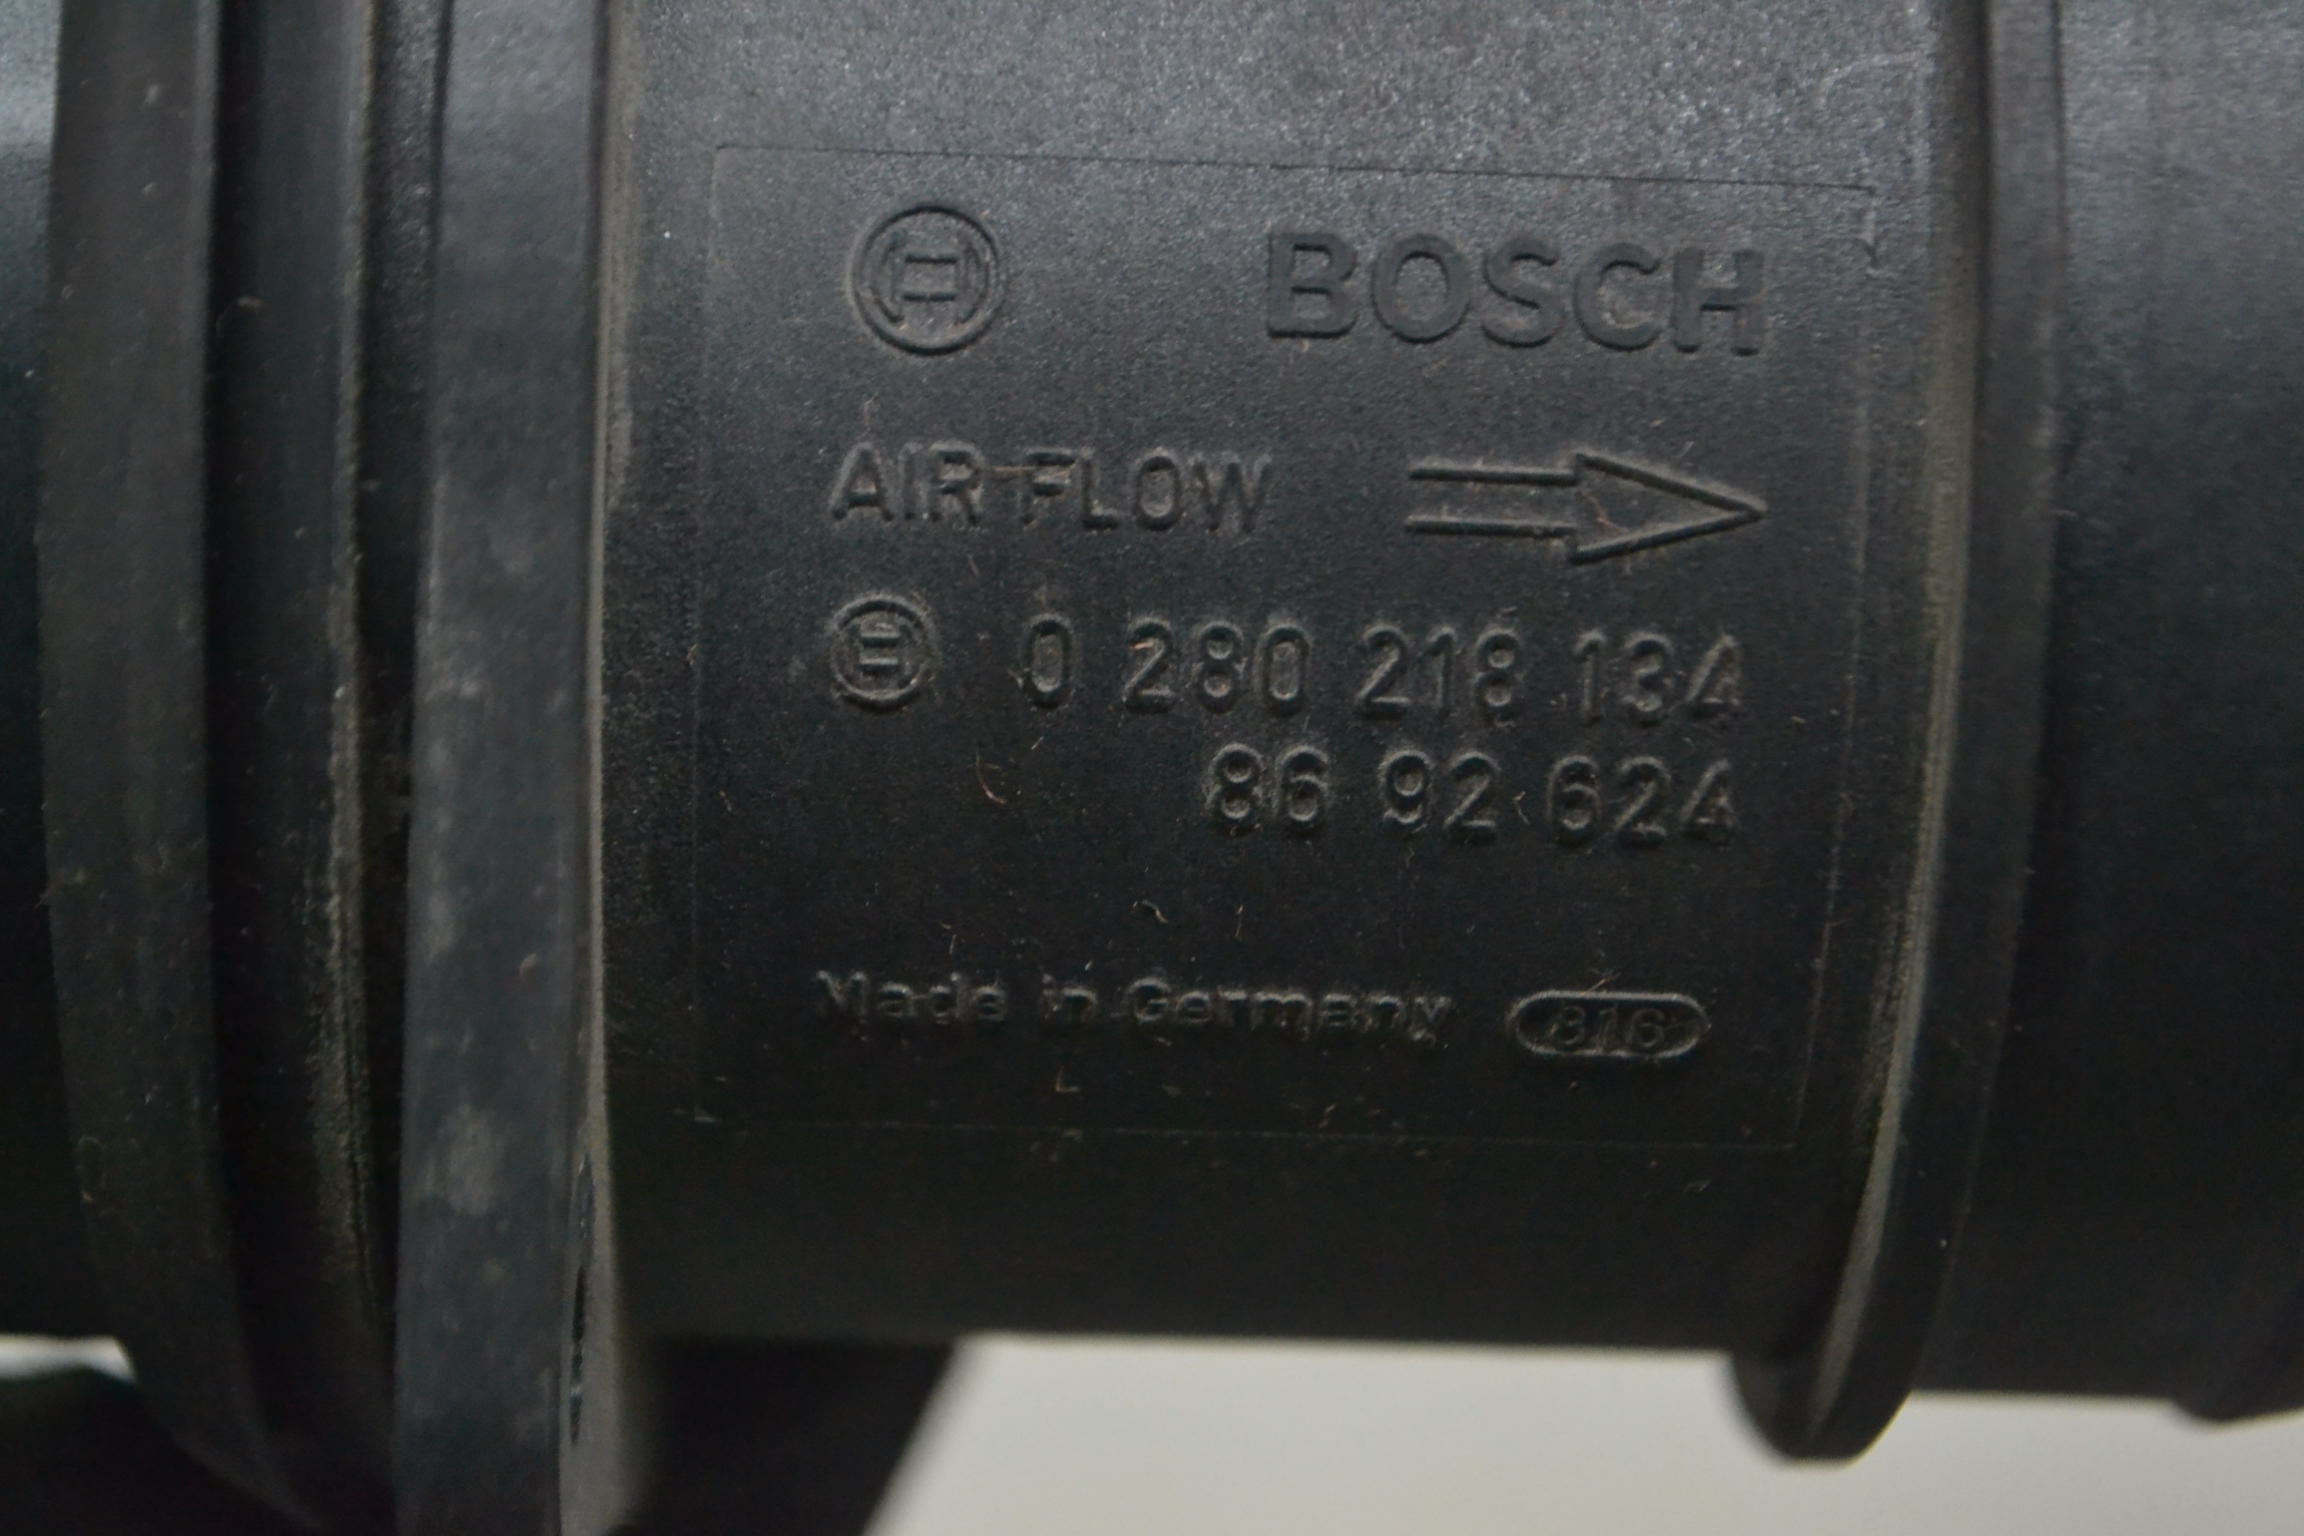 BOSCH
AIR FLOW
0 280 218 134
86 92 624
Made in Germany 816